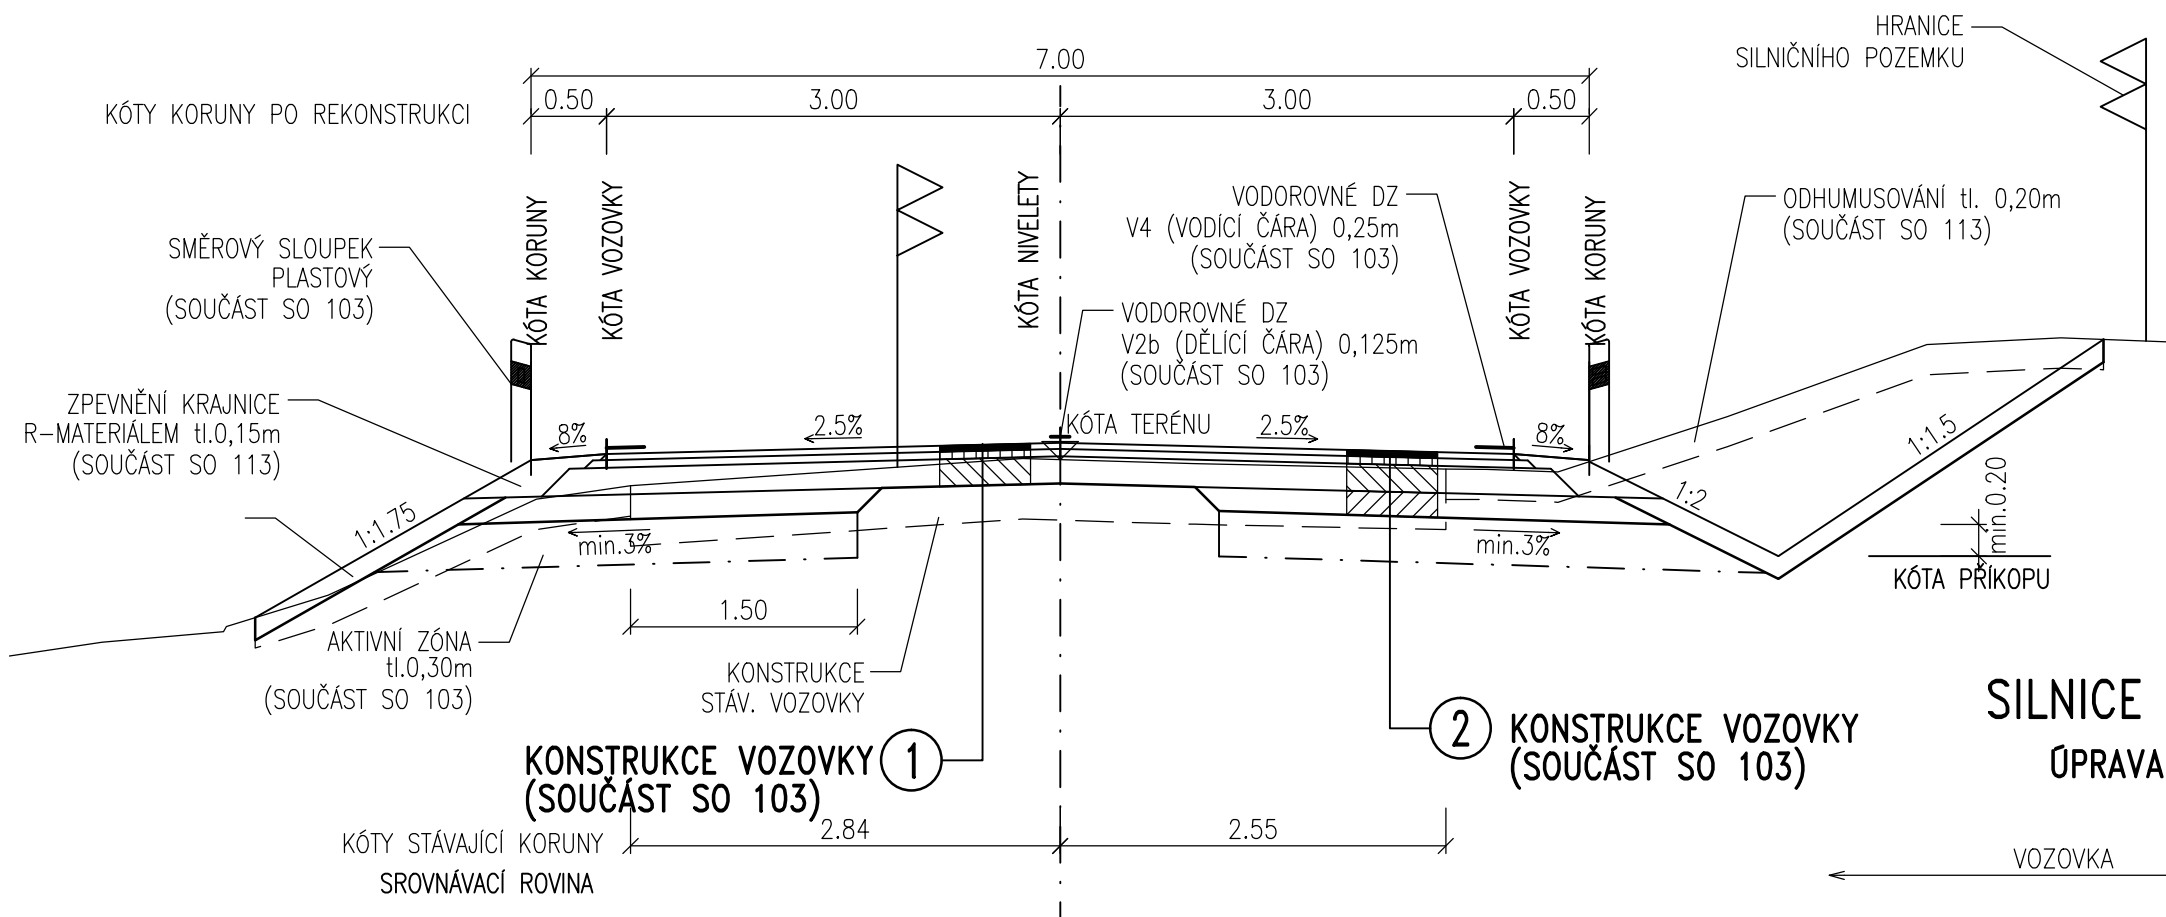 HRANICE
SILNIČNÍHO POZEMKU
7.00
KÓTY KORUNY PO REKONSTRUKCI
0.50
3.00
3.00
0.50
KÓTA KORUNY
KÓTA VOZOVKY
KÓTA NIVELETY
KÓTA VOZOVKY
KÓTA KORUNY
SMĚROVÝ SLOUPEK
PLASTOVÝ
(SOUČÁST SO 103)
VODOROVNÉ DZ
V4 (VODÍCÍ ČÁRA) 0,25m
(SOUČÁST SO 103)
ODHUMUSOVÁNÍ tl. 0,20m
(SOUČÁST SO 113)
VODOROVNÉ DZ
V2b (DĚLÍCÍ ČÁRA) 0,125m
(SOUČÁST SO 103)
ZPEVNĚNÍ KRAJNICE
R-MATERIÁLEM tl.0,15m
(SOUČÁST SO 113)
8%
2.5%
KÓTA TERÉNU
2.5%
8%
1:1.75
1:2
1:1.5
min.0.20
min.3%
min.3%
KÓTA PŘÍKOPU
1.50
AKTIVNÍ ZÓNA
tl.0,30m
(SOUČÁST SO 103)
KONSTRUKCE
STÁV. VOZOVKY
KONSTRUKCE VOZOVKY
(SOUČÁST SO 103)
1
2
KONSTRUKCE VOZOVKY
(SOUČÁST SO 103)
SILNICE
ÚPRAVA
KÓTY STÁVAJÍCÍ KORUNY
2.84
2.55
SROVNÁVACÍ ROVINA
VOZOVKA